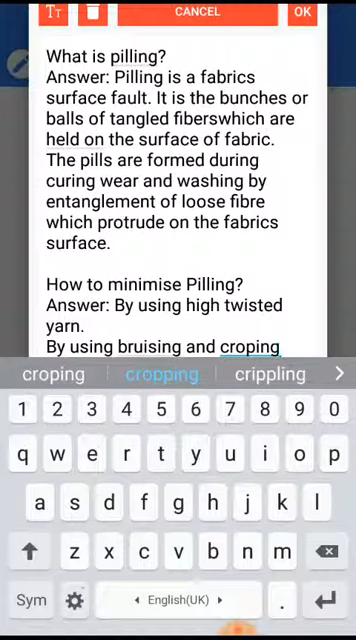 TT CANCEL OK
What is pilling?
Answer: Pilling is a fabrics
surface fault. It is the bunches or
balls of tangled fiberswhich are
held on the surface of fabric.
The pills are formed during
curing wear and washing by
entanglement of loose fibre
which protrude on the fabrics
surface.
How to minimise Pilling?
Answer: By using high twisted
yarn.
By using bruising and croping
croping cropping crippling >
1 2 3 4 5 6 7 8 9 0
q w e r t y u i o p
a s d f g h j k l
z x c v b n m
Sym English(UK) .